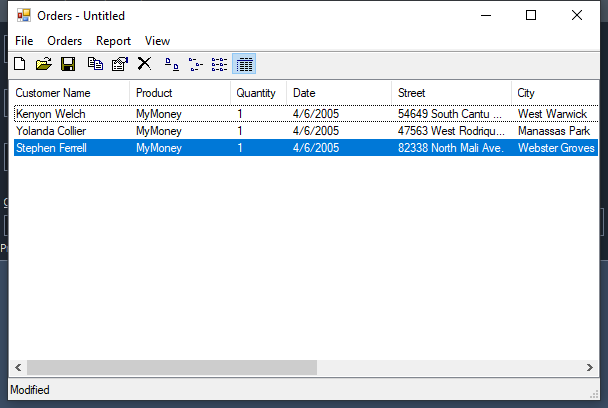 Orders - Untitled
File Orders Report View
Customer Name Product Quantity Date Street City
Kenyon Welch MyMoney 1 4/6/2005 54649 South Cantu ... West Warwick
Yolanda Collier MyMoney 1 4/6/2005 47563 West Rodriqu... Manassas Park
Stephen Ferrell MyMoney 1 4/6/2005 82338 North Mali Ave. Webster Groves
Modified